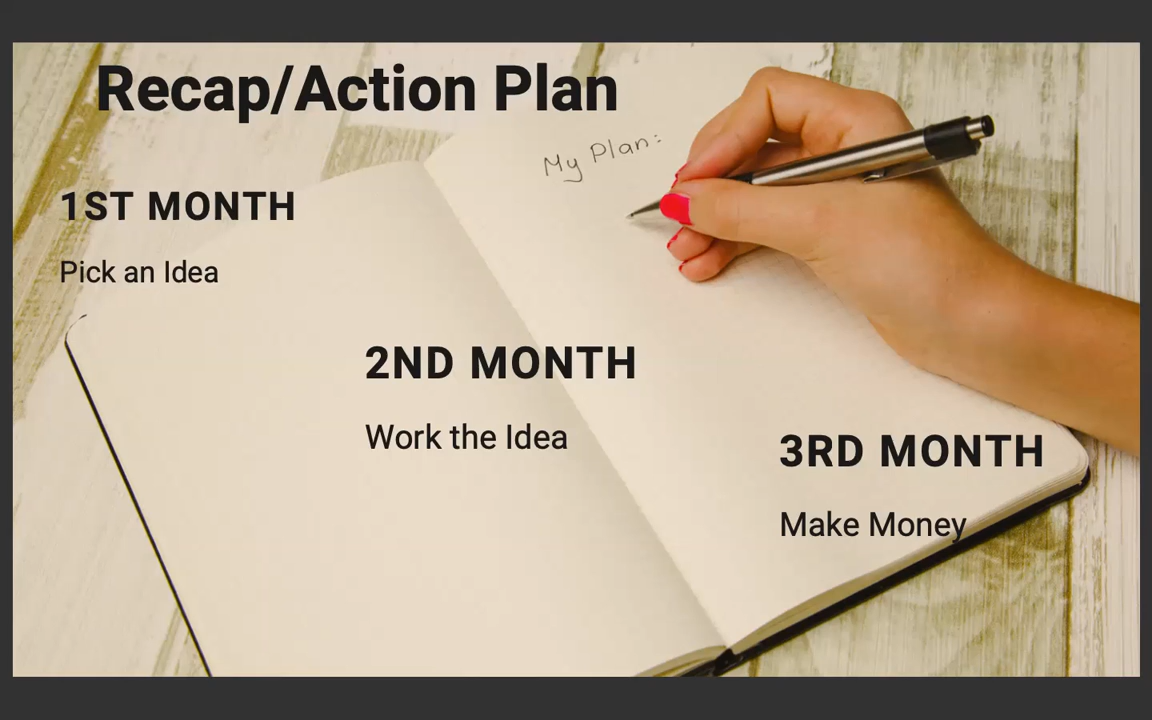 Recap/Action Plan
My Plan:
1ST MONTH
Pick an Idea
2ND MONTH
Work the Idea
3RD MONTH
Make Money